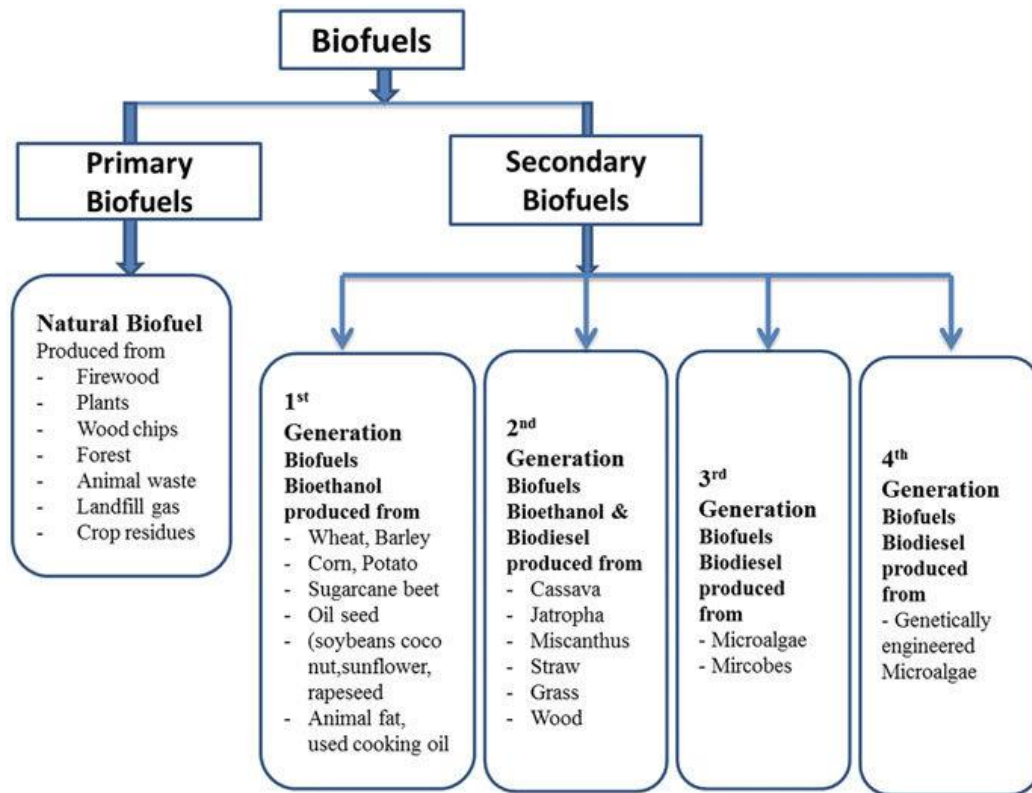 Biofuels
Primary
Biofuels
Secondary
Biofuels
Natural Biofuel
Produced from
- Firewood
- Plants
- Wood chips
- Forest
- Animal waste
- Landfill gas
- Crop residues
1st
Generation
Biofuels
Bioethanol
produced from
- Wheat, Barley
- Corn, Potato
- Sugarcane beet
- Oil seed
- (soybeans coco
nut,sunflower,
rapeseed
- Animal fat,
used cooking oil
2nd
Generation
Biofuels
Bioethanol &
Biodiesel
produced from
- Cassava
- Jatropha
- Miscanthus
- Straw
- Grass
- Wood
3rd
Generation
Biofuels
Biodiesel
produced
from
- Microalgae
- Mircobes
4th
Generation
Biofuels
Biodiesel
produced
from
- Genetically
engineered
Microalgae